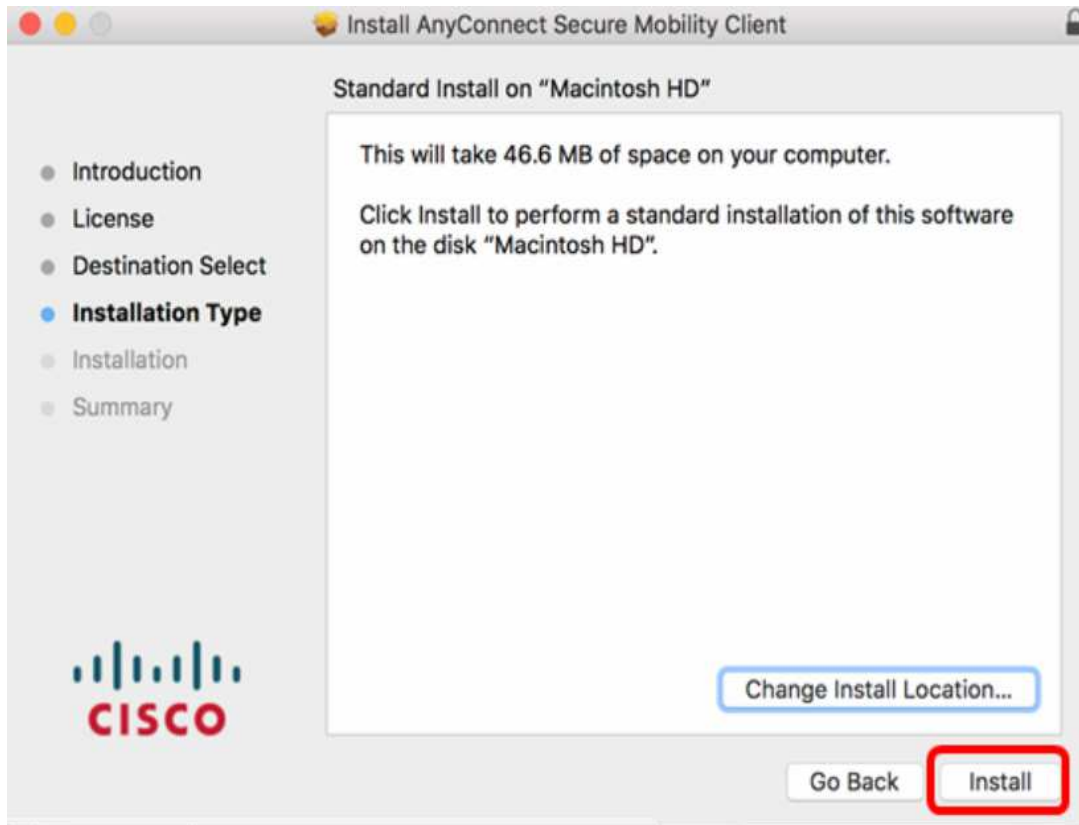 Install AnyConnect Secure Mobility Client
Standard Install on “Macintosh HD”
Introduction
License
Destination Select
Installation Type
Installation
Summary
This will take 46.6 MB of space on your computer.
Click Install to perform a standard installation of this software
on the disk “Macintosh HD”.
Change Install Location...
CISCO
Go Back
Install